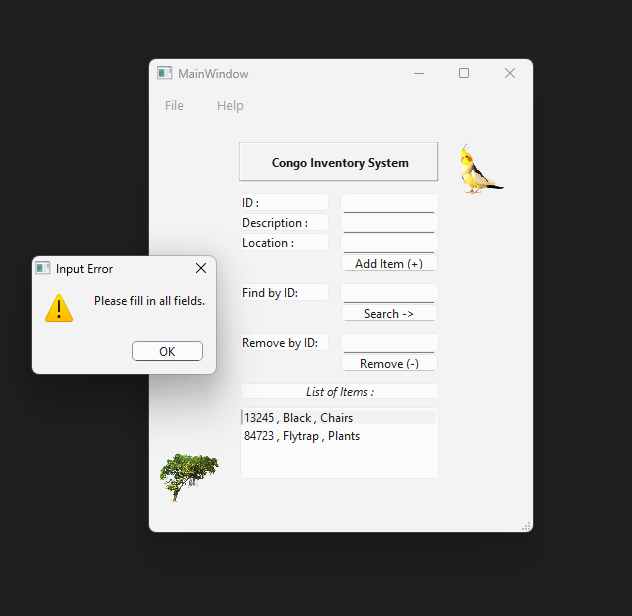 MainWindow
File Help
Congo Inventory System
ID :
Description :
Location :
Add Item (+)
Input Error
Please fill in all fields.
OK
Find by ID:
Search ->
Remove by ID:
Remove (-)
List of Items :
13245 , Black , Chairs
84723 , Flytrap , Plants